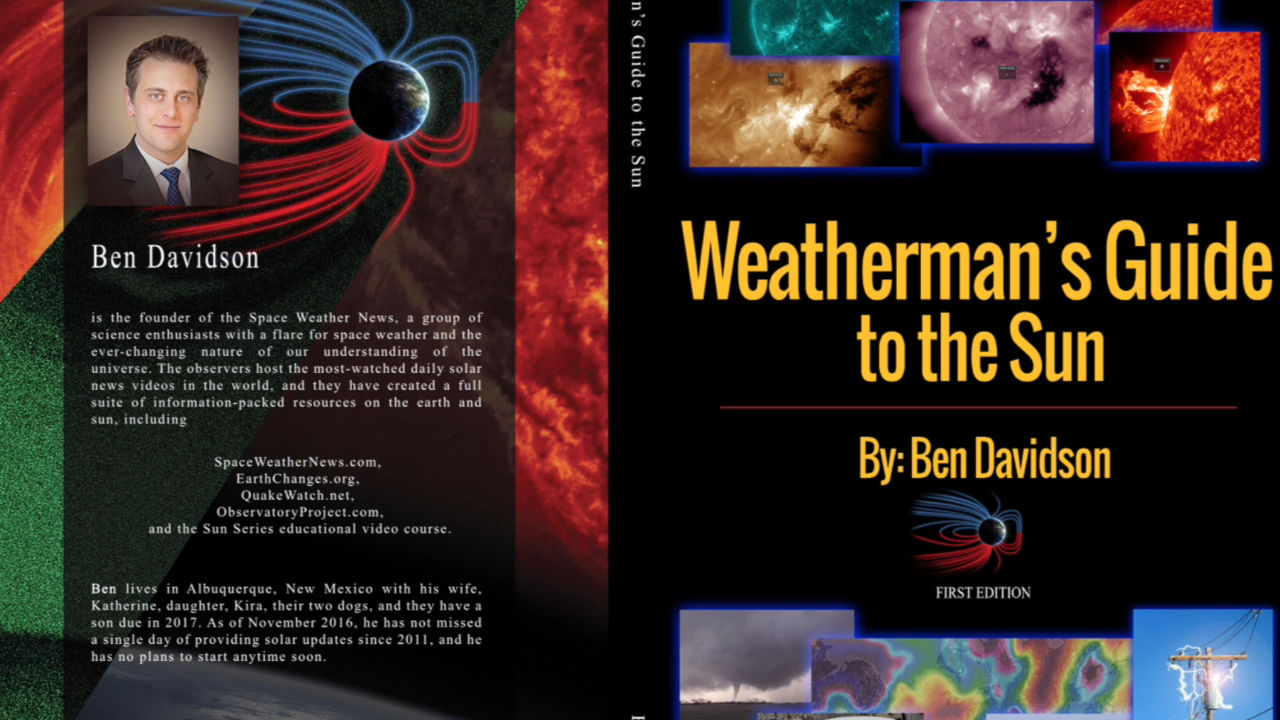 Ben Davidson
is the founder of the Space Weather News, a group of
science enthusiasts with a flare for space weather and the
ever-changing nature of our understanding of the
universe. The observers host the most-watched daily solar
news videos in the world, and they have created a full
suite of information-packed resources on the earth and
sun, including
SpaceWeatherNews.com,
EarthChanges.org,
QuakeWatch.net,
ObservatoryProject.com,
and the Sun Series educational video course.
Ben lives in Albuquerque, New Mexico with his wife,
Katherine, daughter, Kira, their two dogs, and they have a
son due in 2017. As of November 2016, he has not missed
a single day of providing solar updates since 2011, and he
has no plans to start anytime soon.
n's Guide to the Sun
Weatherman's Guide
to the Sun
By: Ben Davidson
FIRST EDITION